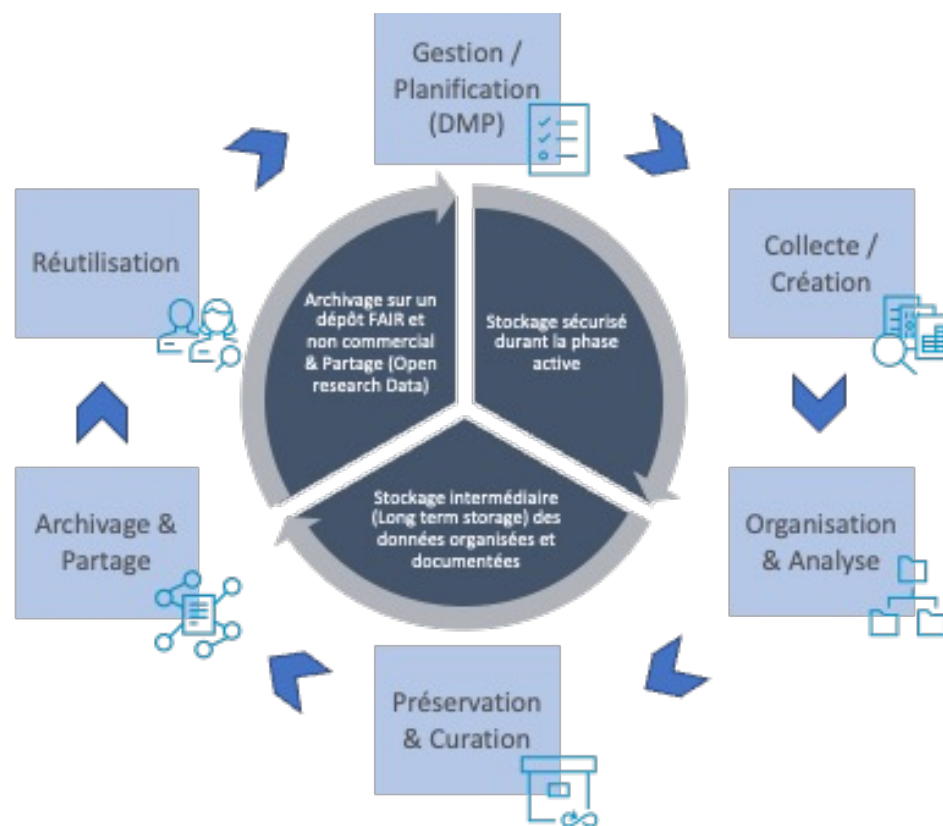 Gestion /
Planification
(DMP)
Collecte /
Création
Organisation
& Analyse
Préservation
& Curation
Archivage &
Partage
Réutilisation
Stockage sécurisé
durant la phase
active
Stockage intermédiaire
(Long term storage) des
données organisées et
documentées
Archivage sur un
dépôt FAIR et
non commercial
& Partage (Open
research Data)